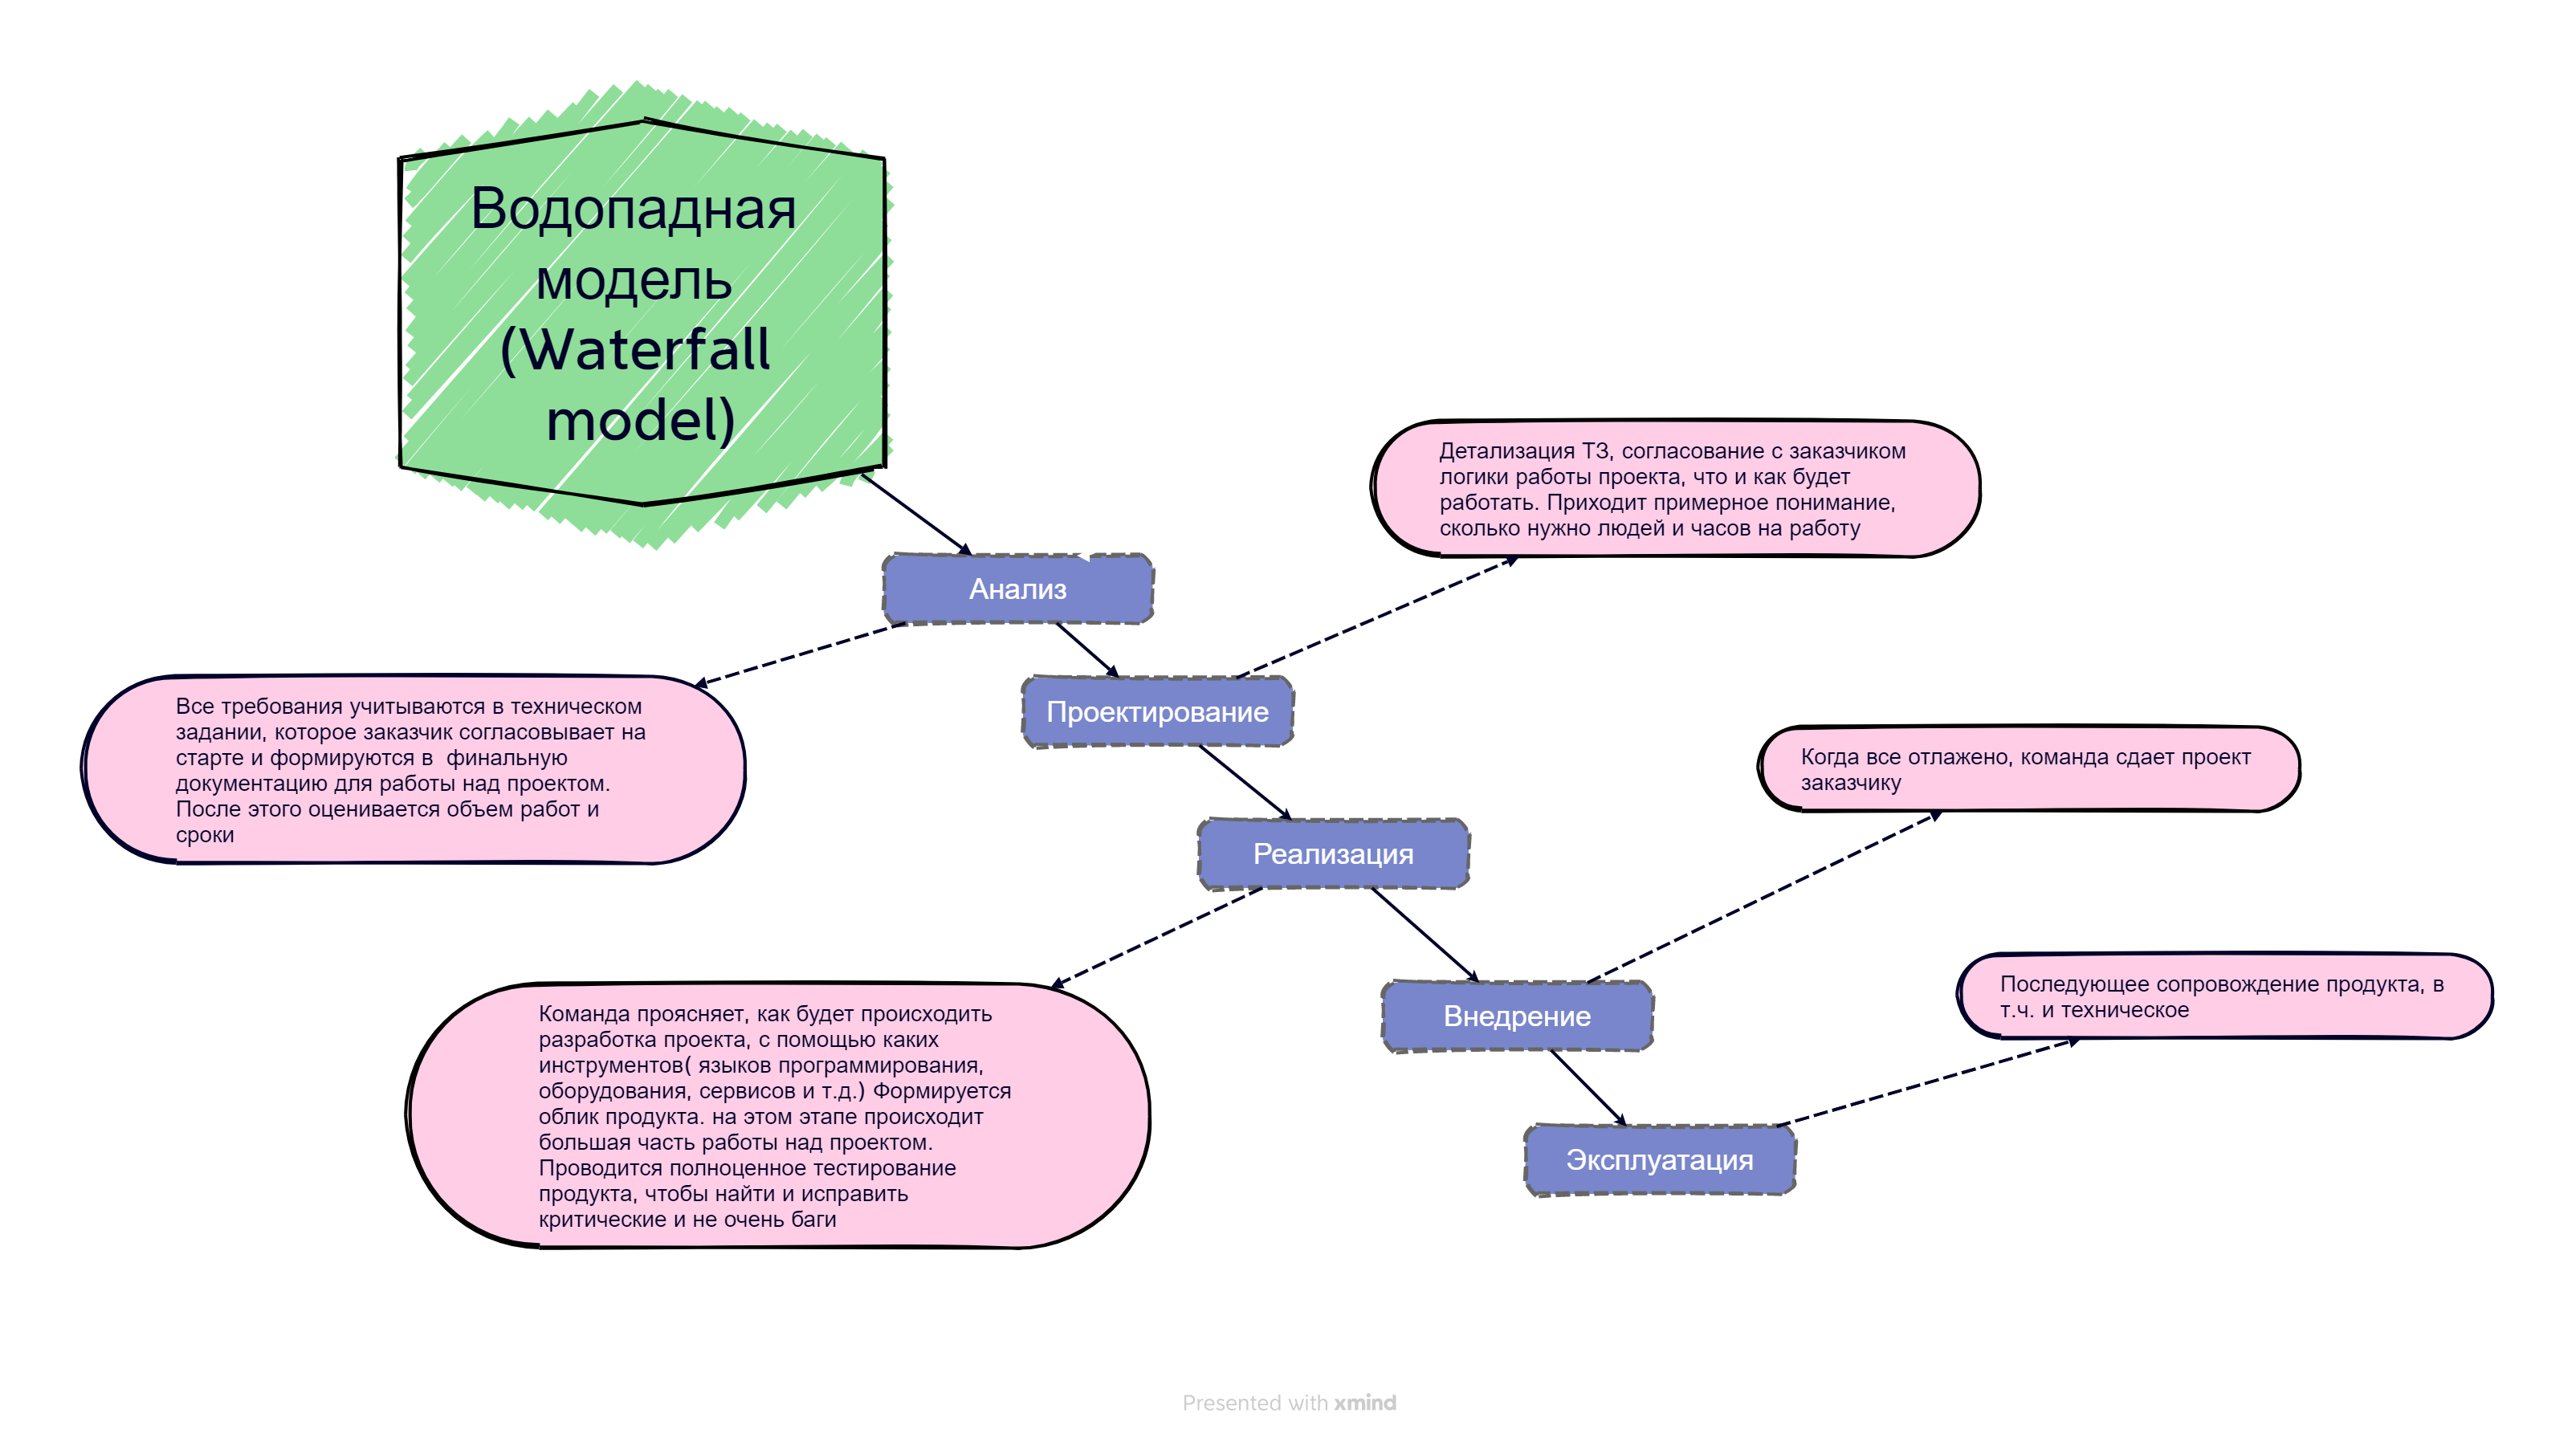 Водопадная
модель
(Waterfall
model)
Детализация ТЗ, согласование с заказчиком
логики работы проекта, что и как будет
работать. Приходит примерное понимание,
сколько нужно людей и часов на работу
Анализ
Все требования учитываются в техническом
задании, которое заказчик согласовывает на
старте и формируются в  финальную
документацию для работы над проектом.
После этого оценивается объем работ и
сроки
Проектирование
Когда все отлажено, команда сдает проект
заказчику
Реализация
Команда проясняет, как будет происходить
разработка проекта, с помощью каких
инструментов( языков программирования,
оборудования, сервисов и т.д.) Формируется
облик продукта. на этом этапе происходит
большая часть работы над проектом.
Проводится полноценное тестирование
продукта, чтобы найти и исправить
критические и не очень баги
Внедрение
Последующее сопровождение продукта, в
т.ч. и техническое
Эксплуатация
Presented with xmind